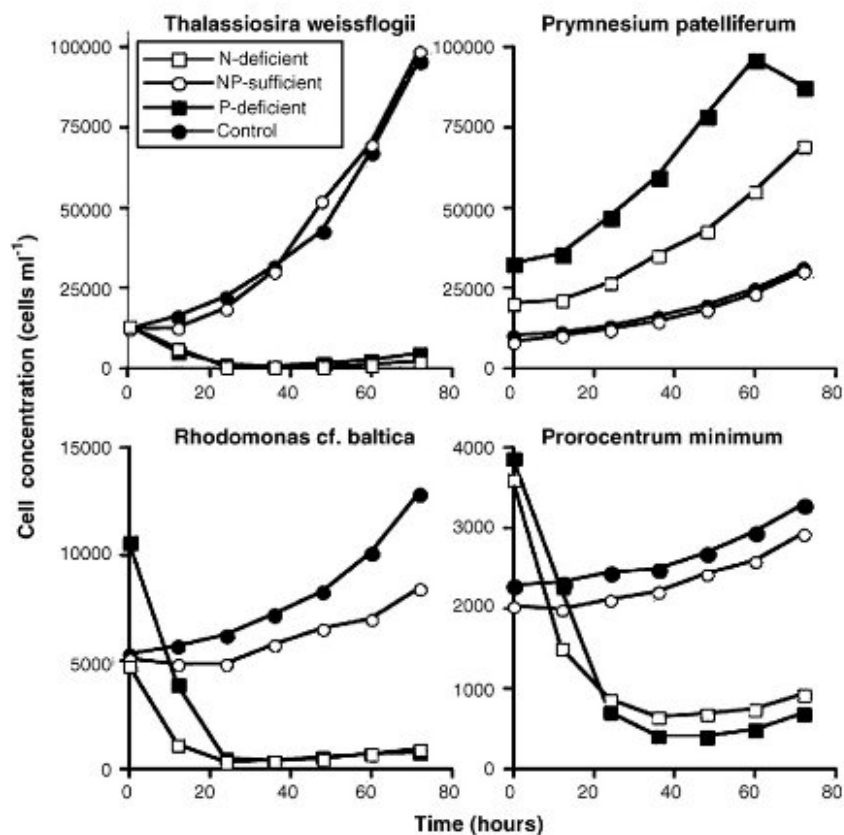 Thalassiosira weissflogii
Prymnesium patelliferum
N-deficient
NP-sufficient
P-deficient
Control
100000
75000
50000
25000
0
0 20 40 60 80
100000
75000
50000
25000
0
0 20 40 60 80
Cell concentration (cells ml⁻¹)
Rhodomonas cf. baltica
Prorocentrum minimum
15000
10000
5000
0
0 20 40 60 80
4000
3000
2000
1000
0
0 20 40 60 80
Time (hours)